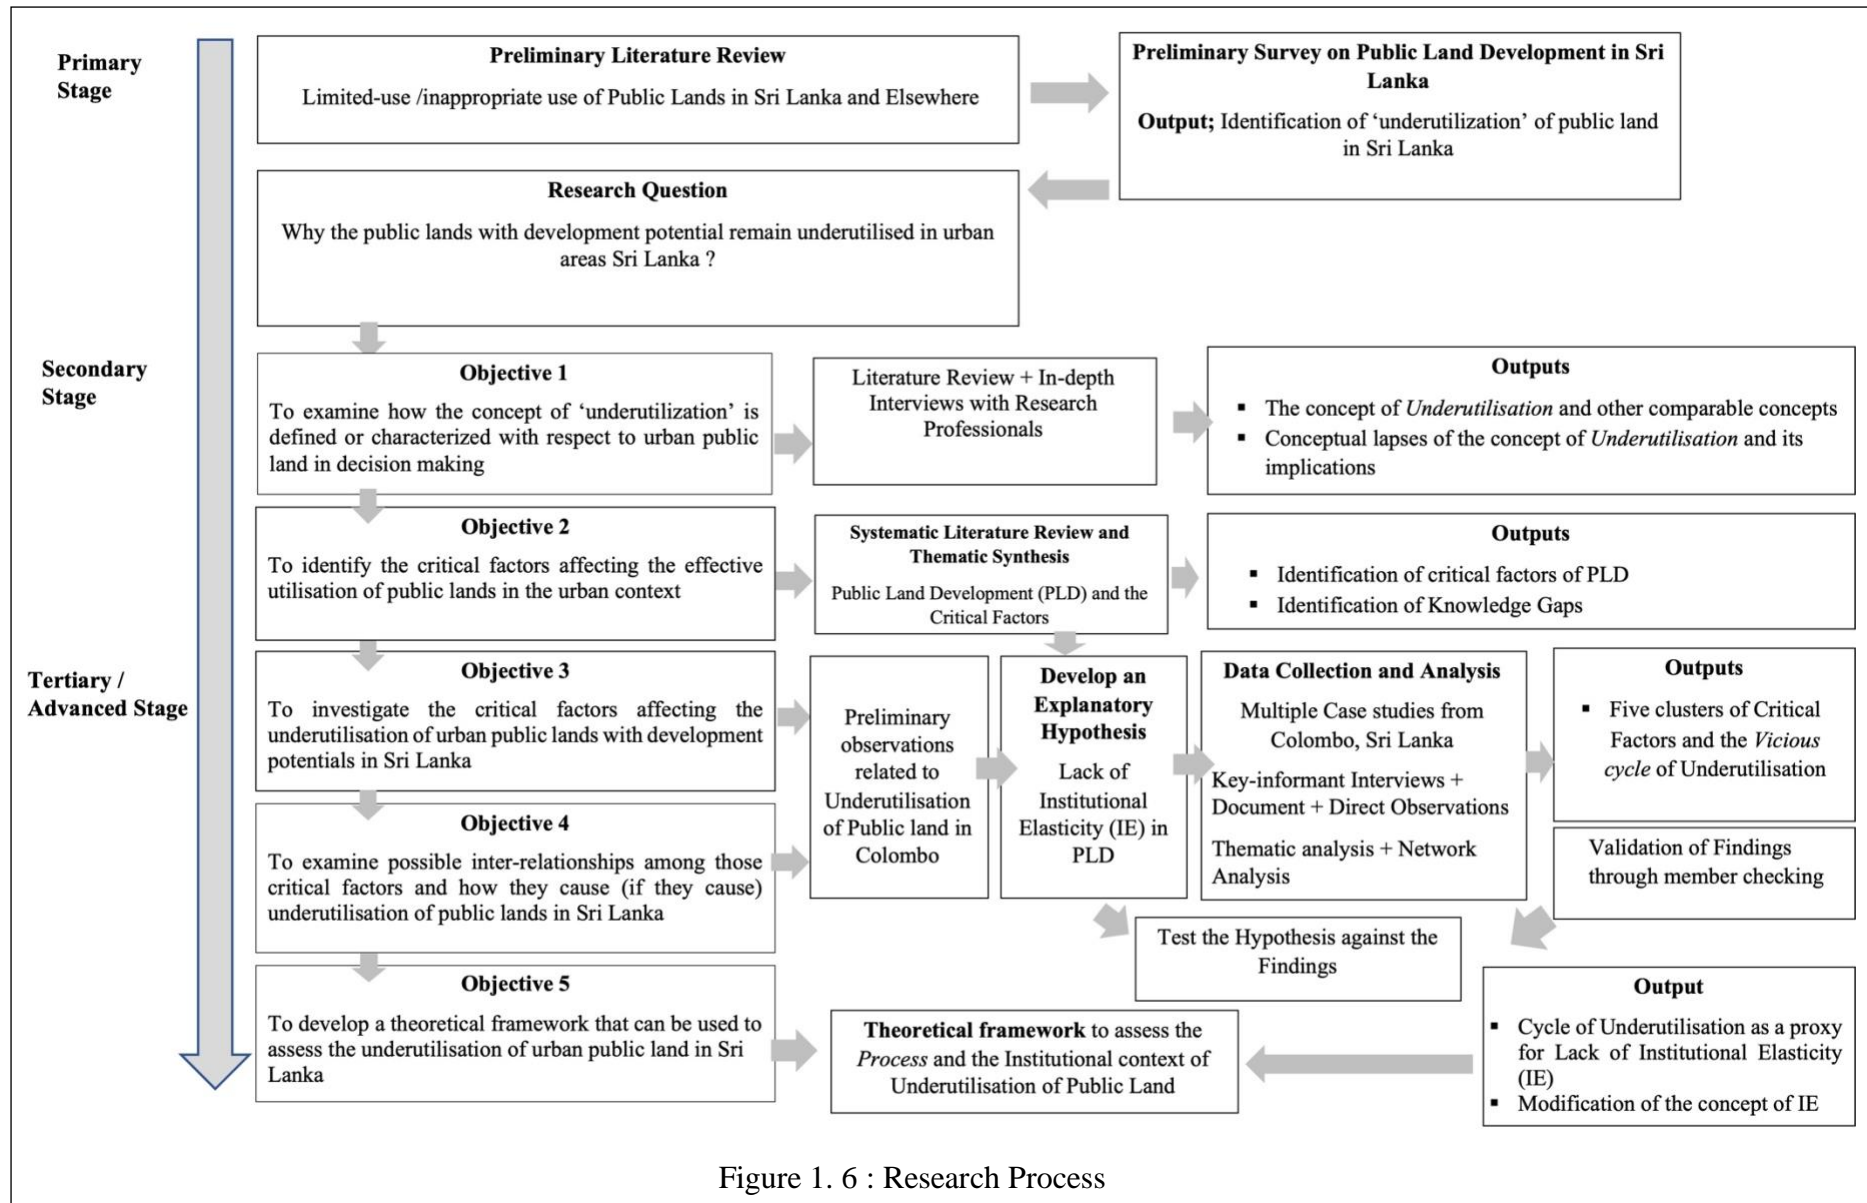 Primary
Stage
Preliminary Literature Review
Limited-use /inappropriate use of Public Lands in Sri Lanka and Elsewhere
Preliminary Survey on Public Land Development in Sri
Lanka
Output; Identification of ‘underutilization’ of public land
in Sri Lanka
Research Question
Why the public lands with development potential remain underutilised in urban
areas Sri Lanka ?
Secondary
Stage
Objective 1
To examine how the concept of ‘underutilization’ is
defined or characterized with respect to urban public
land in decision making
Literature Review + In-depth
Interviews with Research
Professionals
Outputs
▪ The concept of Underutilisation and other comparable concepts
▪ Conceptual lapses of the concept of Underutilisation and its
implications
Objective 2
To identify the critical factors affecting the effective
utilisation of public lands in the urban context
Systematic Literature Review and
Thematic Synthesis
Public Land Development (PLD) and the
Critical Factors
Outputs
▪ Identification of critical factors of PLD
▪ Identification of Knowledge Gaps
Tertiary /
Advanced Stage
Objective 3
To investigate the critical factors affecting the
underutilisation of urban public lands with development
potentials in Sri Lanka
Objective 4
To examine possible inter-relationships among those
critical factors and how they cause (if they cause)
underutilisation of public lands in Sri Lanka
Preliminary
observations
related to
Underutilisation
of Public land in
Colombo
Develop an
Explanatory
Hypothesis
Lack of
Institutional
Elasticity (IE) in
PLD
Data Collection and Analysis
Multiple Case studies from
Colombo, Sri Lanka
Key-informant Interviews +
Document + Direct Observations
Thematic analysis + Network
Analysis
Outputs
▪ Five clusters of Critical
Factors and the Vicious
cycle of Underutilisation
Validation of Findings
through member checking
Test the Hypothesis against the
Findings
Objective 5
To develop a theoretical framework that can be used to
assess the underutilisation of urban public land in Sri
Lanka
Theoretical framework to assess the
Process and the Institutional context of
Underutilisation of Public Land
Output
▪ Cycle of Underutilisation as a proxy
for Lack of Institutional Elasticity
(IE)
▪ Modification of the concept of IE
Figure 1. 6 : Research Process